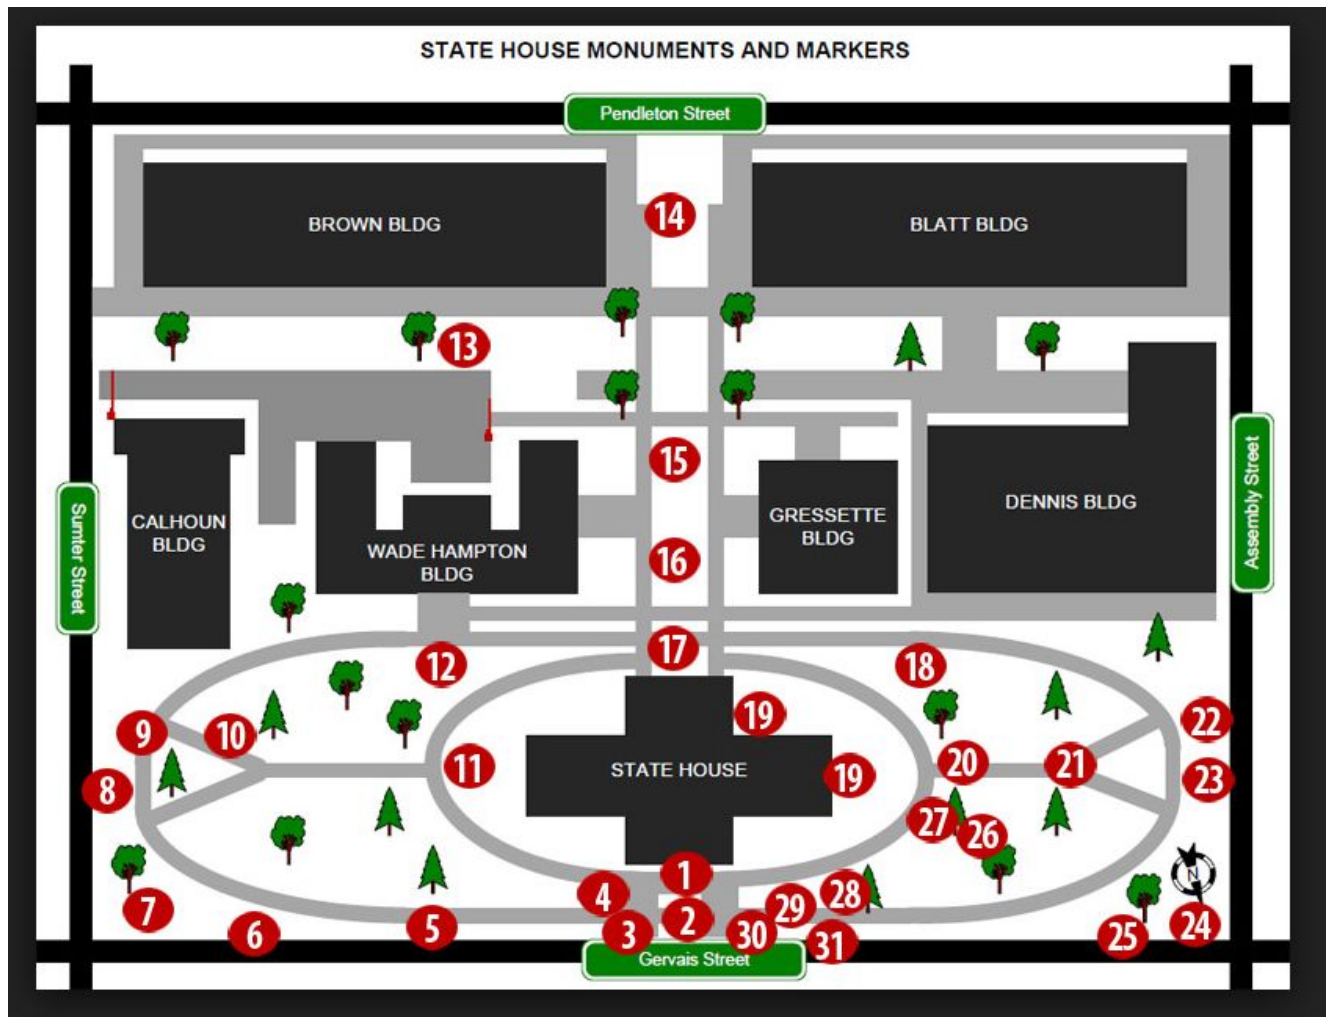 STATE HOUSE MONUMENTS AND MARKERS
Pendleton Street
BROWN BLDG
14
BLATT BLDG
13
15
Sumter Street
CALHOUN
BLDG
WADE HAMPTON
BLDG
16
GRESSETTE
BLDG
DENNIS BLDG
Assembly Street
12
17
18
9
10
11
STATE HOUSE
19
19
20
21
22
8
23
27
26
7
6
5
4
3
1
2
30
29
28
31
N
25
24
Gervais Street